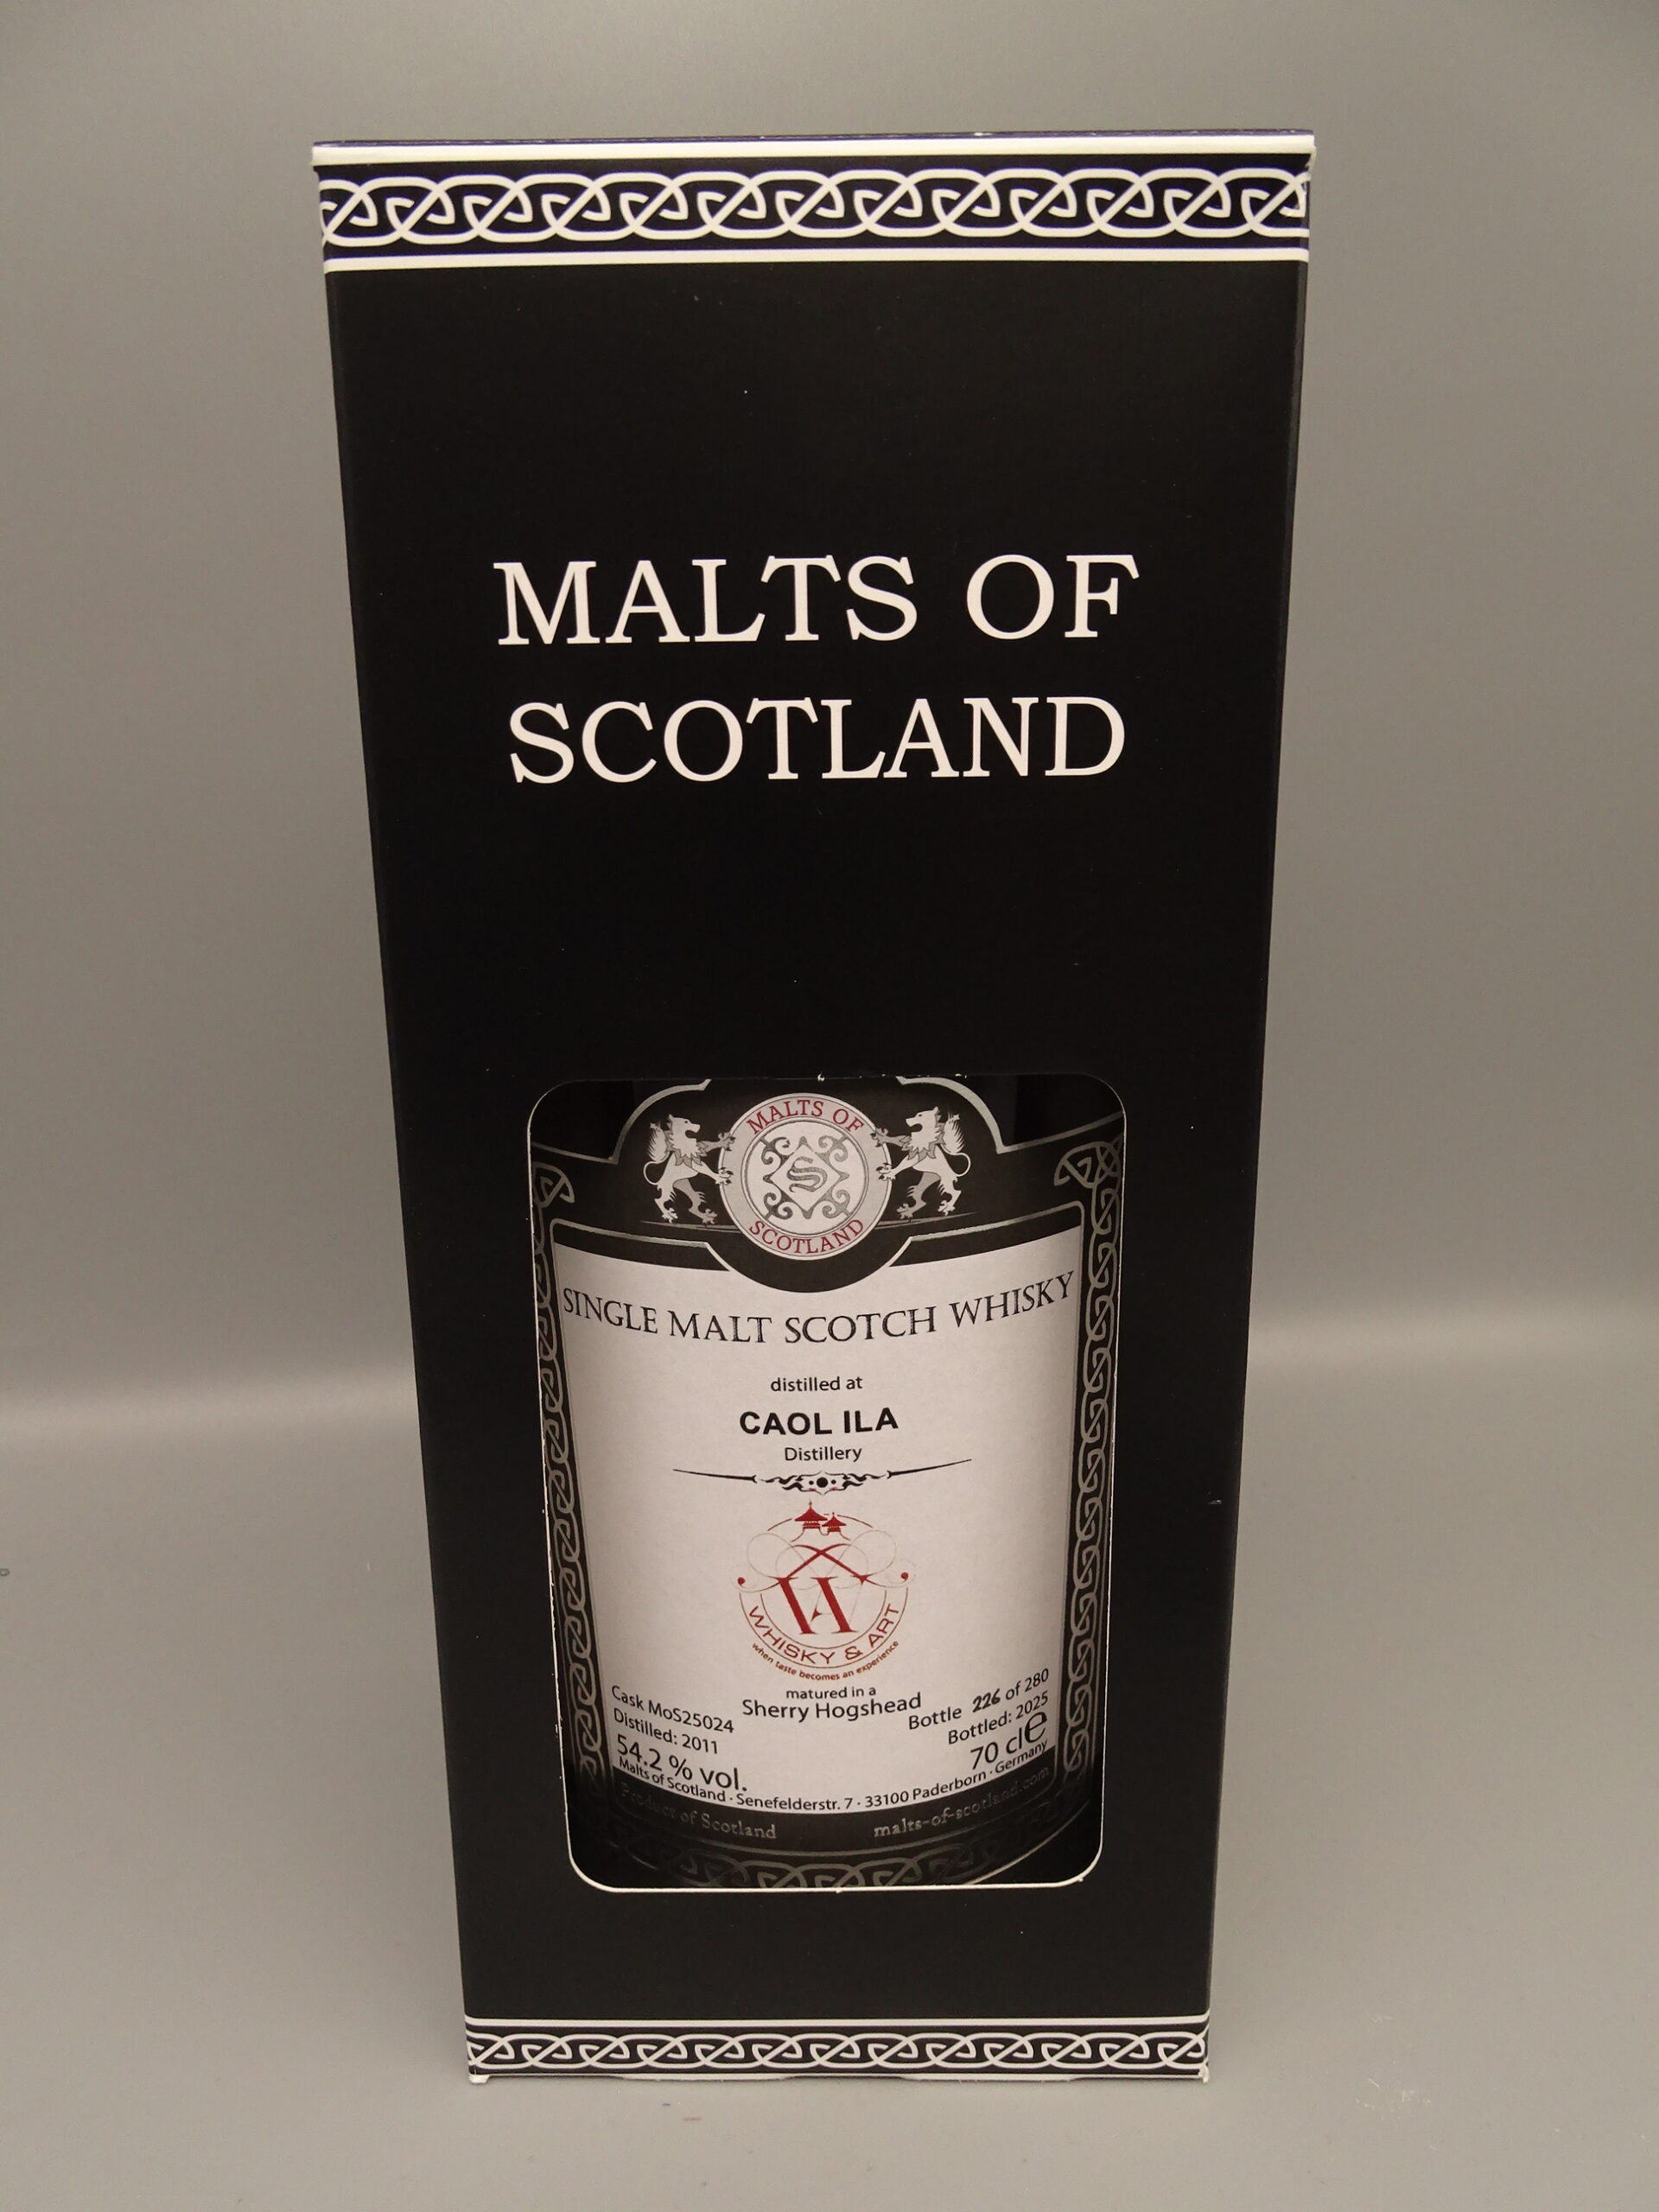 MALTS OF
SCOTLAND
MALTS OF
S
SCOTLAND
SINGLE MALT SCOTCH WHISKY
distilled at
CAOL ILA
Distillery
WA
WHISKY & ART
when taste becomes an experience
matured in a
Sherry Hogshead
Cask MoS25024
Distilled: 2011
54.2 % vol.
Bottle 226 of 280
Bottled: 2025
70 cl e
Malts of Scotland · Senefelderstr. 7 · 33100 Paderborn · Germany
Product of Scotland
malts-of-scotland.com